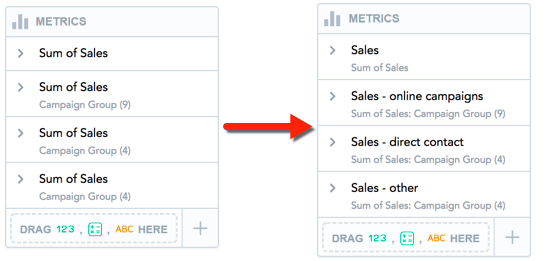 METRICS
Sum of Sales
Sum of Sales
Campaign Group (9)
Sum of Sales
Campaign Group (4)
Sum of Sales
Campaign Group (4)
DRAG 123 , , ABC HERE
METRICS
Sales
Sum of Sales
Sales - online campaigns
Sum of Sales: Campaign Group (9)
Sales - direct contact
Sum of Sales: Campaign Group (4)
Sales - other
Sum of Sales: Campaign Group (4)
DRAG 123 , , ABC HERE